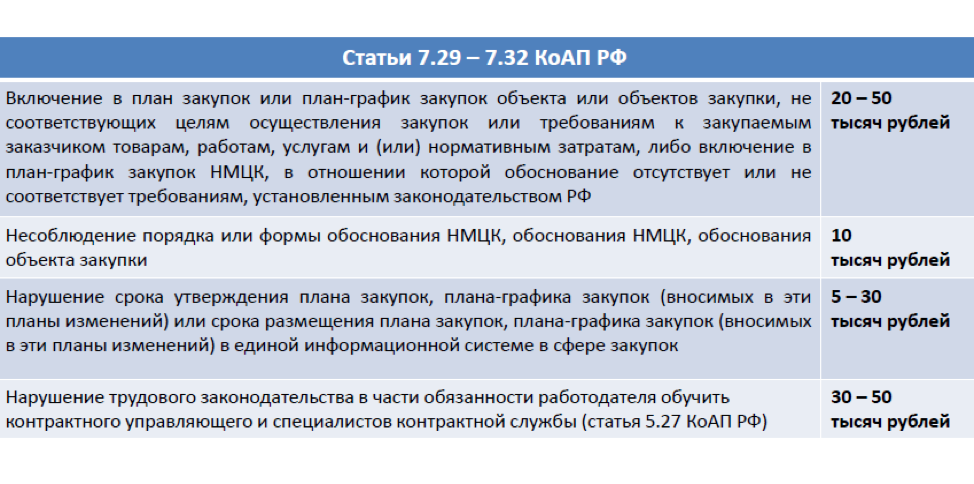 Статьи 7.29 – 7.32 КоАП РФ
Включение в план закупок или план-график закупок объекта или объектов закупки, не
соответствующих целям осуществления закупок или требованиям к закупаемым
заказчиком товарам, работам, услугам и (или) нормативным затратам, либо включение в
план-график закупок НМЦК, в отношении которой обоснование отсутствует или не
соответствует требованиям, установленным законодательством РФ
20 – 50
тысяч рублей
Несоблюдение порядка или формы обоснования НМЦК, обоснования НМЦК, обоснования
объекта закупки
10
тысяч рублей
Нарушение срока утверждения плана закупок, плана-графика закупок (вносимых в эти
планы изменений) или срока размещения плана закупок, плана-графика закупок (вносимых
в эти планы изменений) в единой информационной системе в сфере закупок
5 – 30
тысяч рублей
Нарушение трудового законодательства в части обязанности работодателя обучить
контрактного управляющего и специалистов контрактной службы (статья 5.27 КоАП РФ)
30 – 50
тысяч рублей